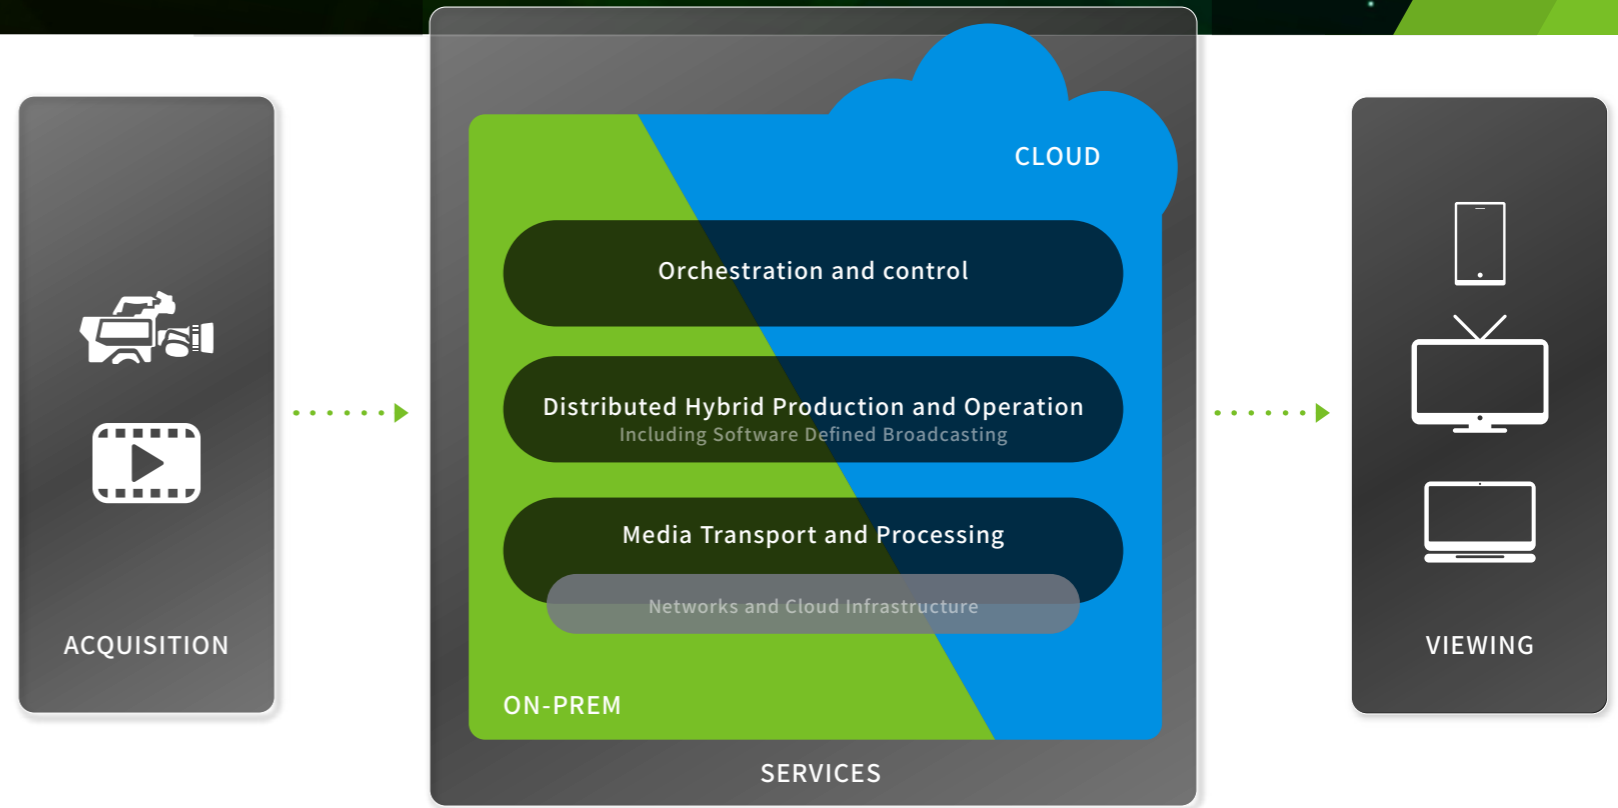 CLOUD
Orchestration and control
Distributed Hybrid Production and Operation
Including Software Defined Broadcasting
Media Transport and Processing
Networks and Cloud Infrastructure
ACQUISITION
VIEWING
ON-PREM
SERVICES